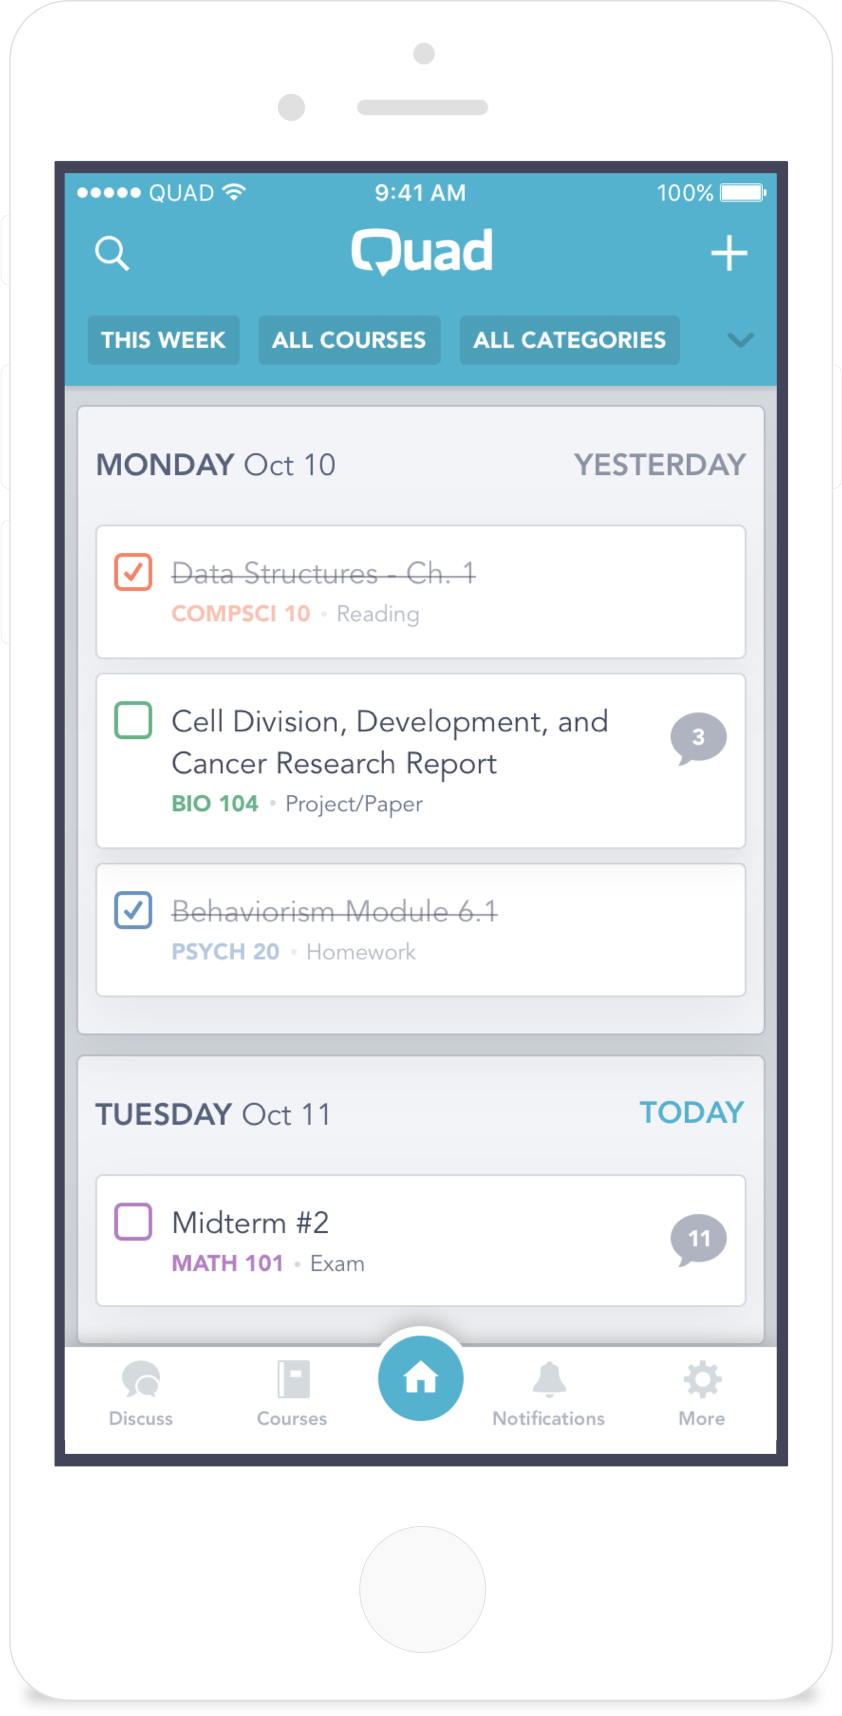 QUAD 9:41 AM 100%
Quad
THIS WEEK ALL COURSES ALL CATEGORIES
MONDAY Oct 10 YESTERDAY
Data Structures - Ch. 1
COMPSCI 10 • Reading
Cell Division, Development, and
Cancer Research Report
3
BIO 104 • Project/Paper
Behaviorism Module 6.1
PSYCH 20 • Homework
TUESDAY Oct 11 TODAY
Midterm #2
11
MATH 101 • Exam
Discuss Courses Notifications More